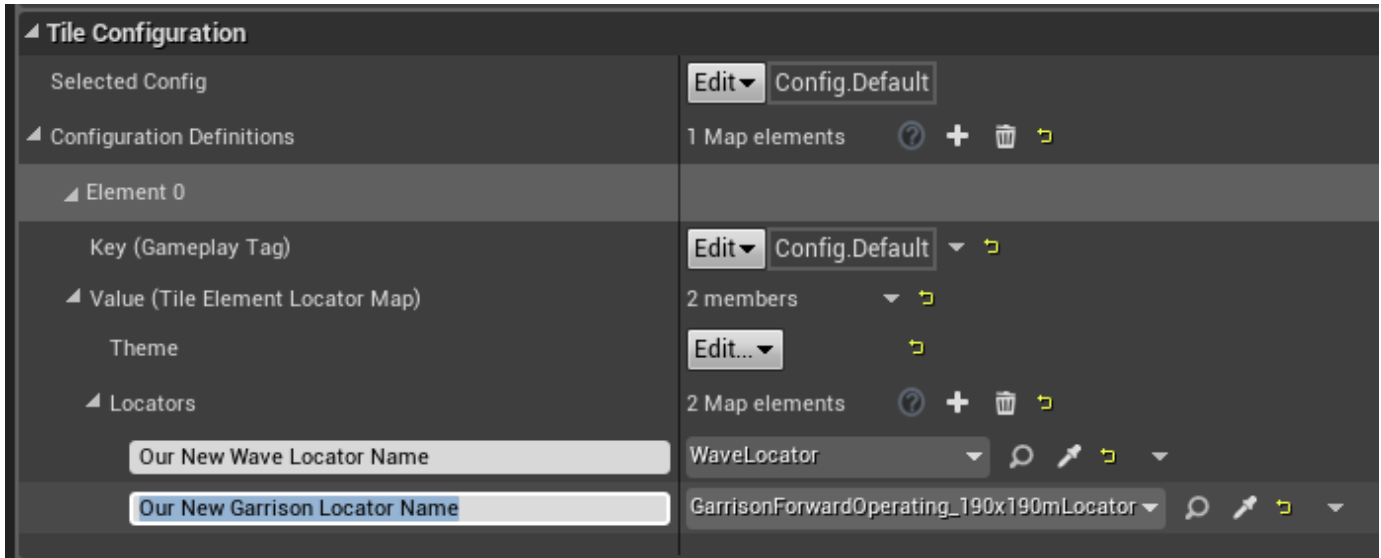 Tile Configuration
Selected Config Edit Config.Default
Configuration Definitions 1 Map elements
Element 0
Key (Gameplay Tag) Edit Config.Default
Value (Tile Element Locator Map) 2 members
Theme Edit...
Locators 2 Map elements
Our New Wave Locator Name WaveLocator
Our New Garrison Locator Name GarrisonForwardOperating_190x190mLocator